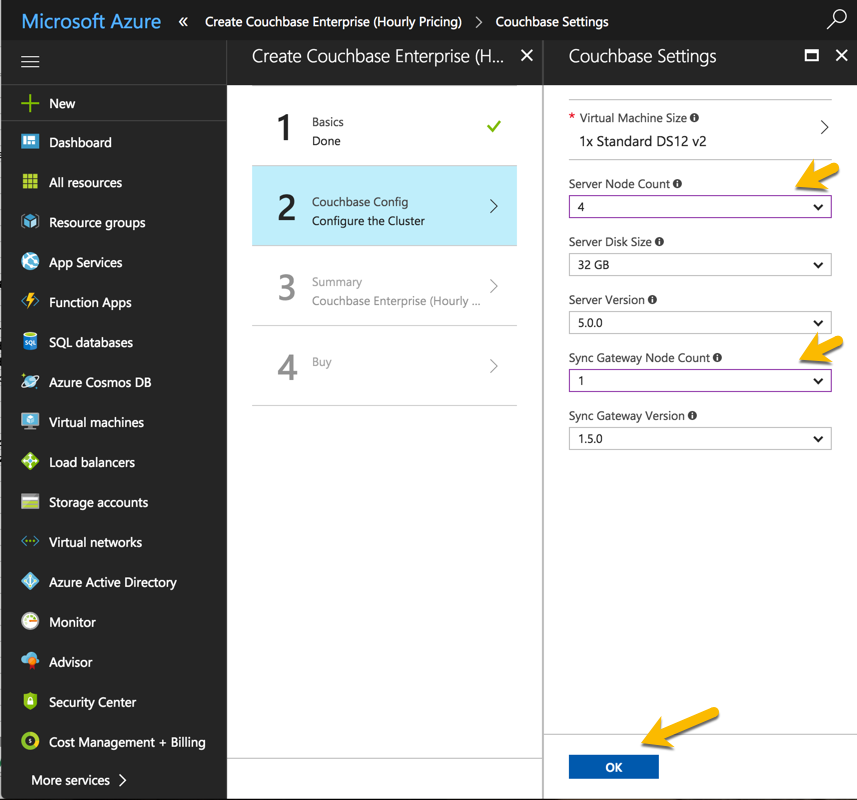 Microsoft Azure « Create Couchbase Enterprise (Hourly Pricing) > Couchbase Settings
New
Dashboard
All resources
Resource groups
App Services
Function Apps
SQL
SQL databases
Azure Cosmos DB
Virtual machines
Load balancers
Storage accounts
Virtual networks
Azure Active Directory
Monitor
Advisor
Security Center
Cost Management + Billing
More services >
Create Couchbase Enterprise (H...
1
Basics
Done
2
Couchbase Config
Configure the Cluster
3
Summary
Couchbase Enterprise (Hourly ...
4
Buy
Couchbase Settings
* Virtual Machine Size
1x Standard DS12 v2
Server Node Count
4
Server Disk Size
32 GB
Server Version
5.0.0
Sync Gateway Node Count
1
Sync Gateway Version
1.5.0
OK